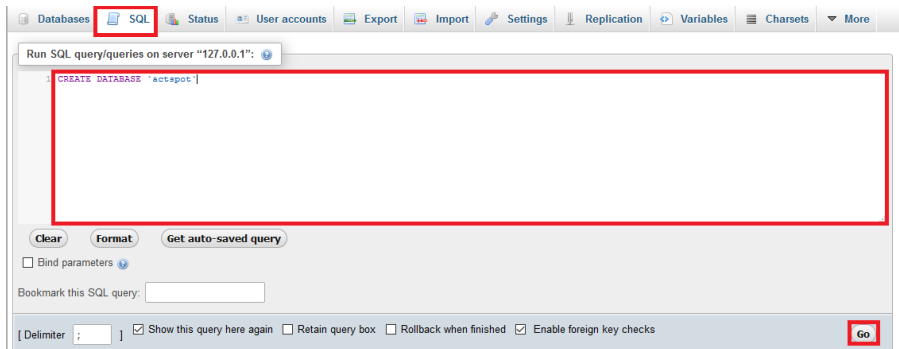 Databases SQL Status User accounts Export Import Settings Replication Variables Charsets More
Run SQL query/queries on server “127.0.0.1”:
1 CREATE DATABASE `actspot`
Clear Format Get auto-saved query
Bind parameters
Bookmark this SQL query:
[ Delimiter ; ] Show this query here again Retain query box Rollback when finished Enable foreign key checks Go